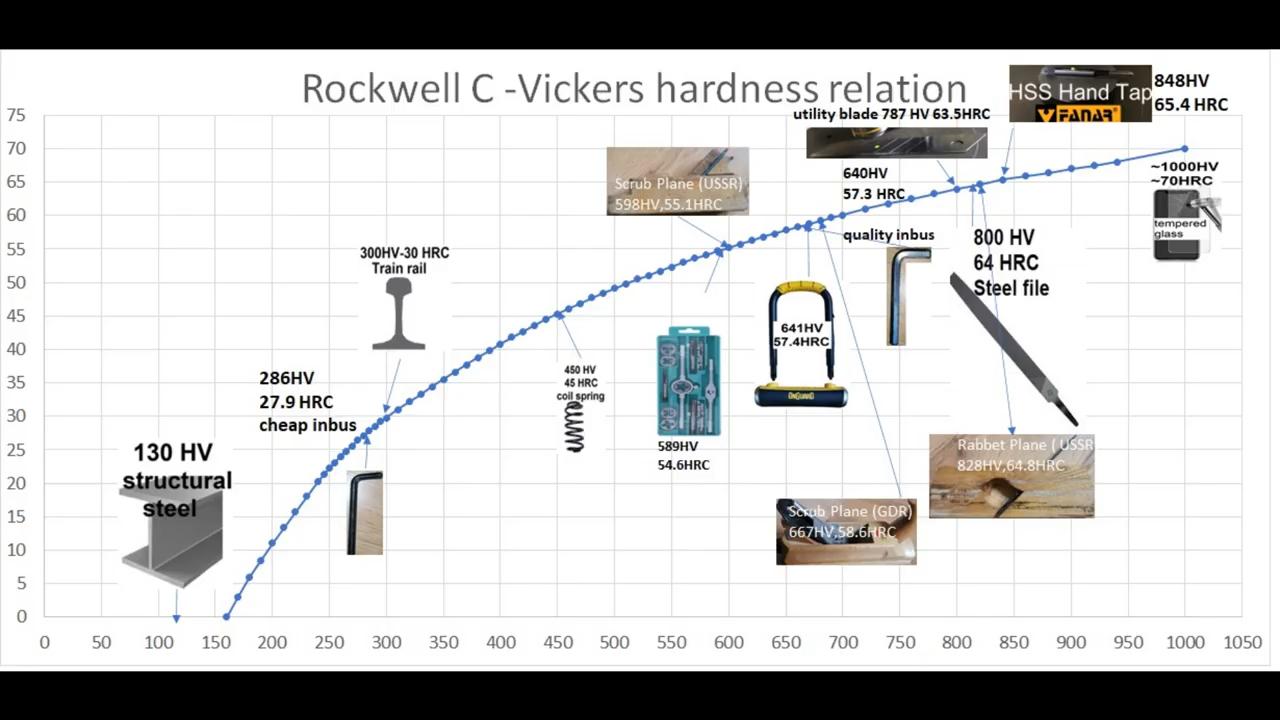 Rockwell C -Vickers hardness relation
848HV
65.4 HRC
HSS Hand Tap
FANAR
utility blade 787 HV 63.5HRC
75
70
65
60
55
50
45
40
35
30
25
20
15
10
5
0
Scrub Plane (USSR)
598HV,55.1HRC
640HV
57.3 HRC
~1000HV
~70HRC
tempered
glass
quality inbus
800 HV
64 HRC
Steel file
300HV-30 HRC
Train rail
641HV
57.4HRC
ONGUARD
286HV
27.9 HRC
cheap inbus
450 HV
45 HRC
coil spring
589HV
54.6HRC
130 HV
structural
steel
Rabbet Plane ( USSR
828HV,64.8HRC
Scrub Plane (GDR)
667HV,58.6HRC
0 50 100 150 200 250 300 350 400 450 500 550 600 650 700 750 800 850 900 950 1000 1050